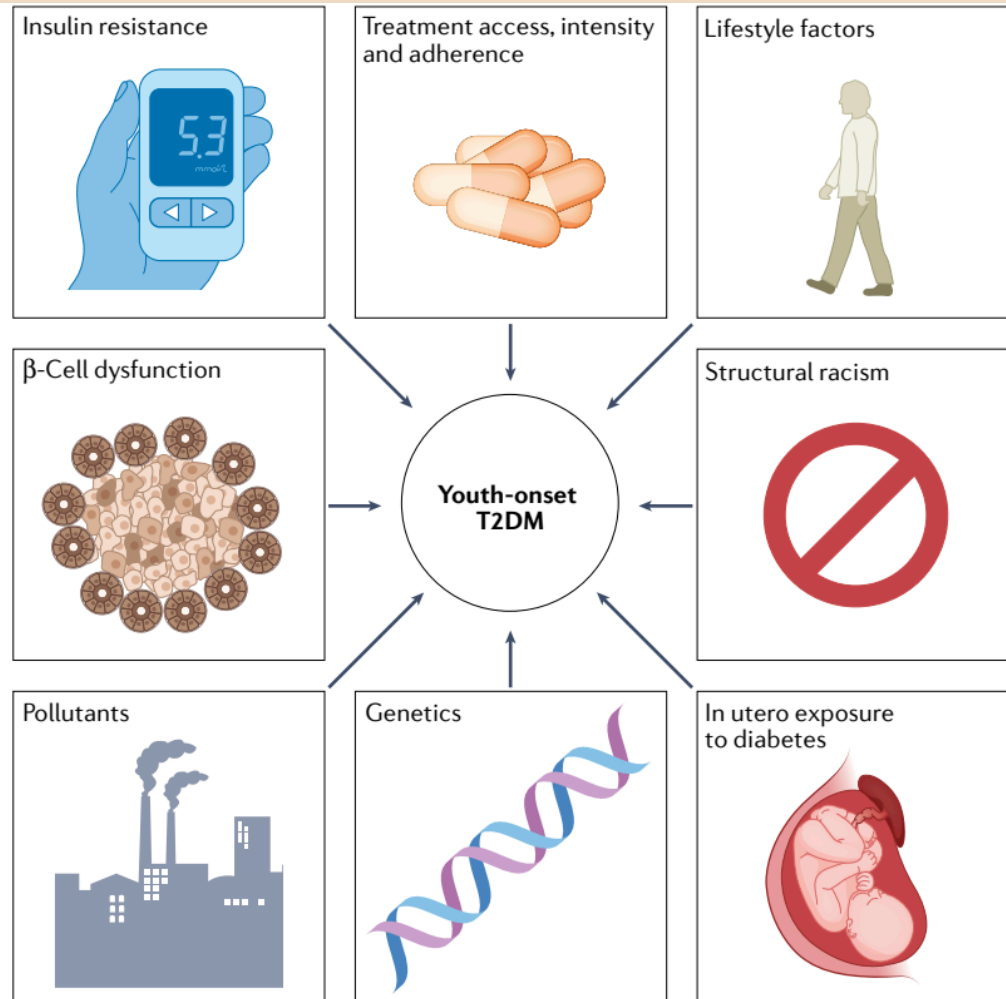 Insulin resistance
5.3
mmol/L
Treatment access, intensity
and adherence
Lifestyle factors
β-Cell dysfunction
Youth-onset
T2DM
Structural racism
Pollutants
Genetics
In utero exposure
to diabetes